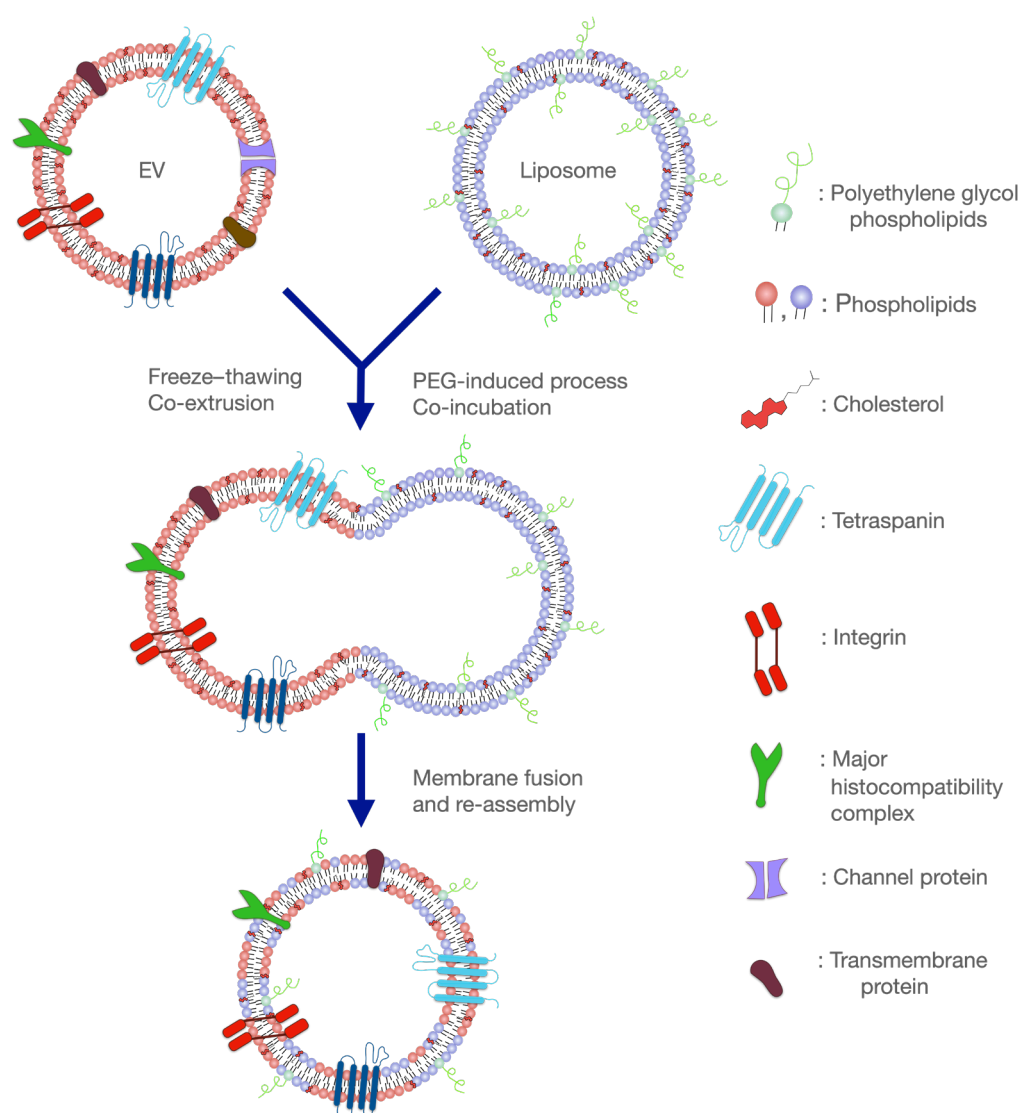 EV
Liposome
: Polyethylene glycol
phospholipids
, : Phospholipids
Freeze–thawing
Co-extrusion
PEG-induced process
Co-incubation
: Cholesterol
: Tetraspanin
: Integrin
: Major
histocompatibility
complex
Membrane fusion
and re-assembly
: Channel protein
: Transmembrane
protein